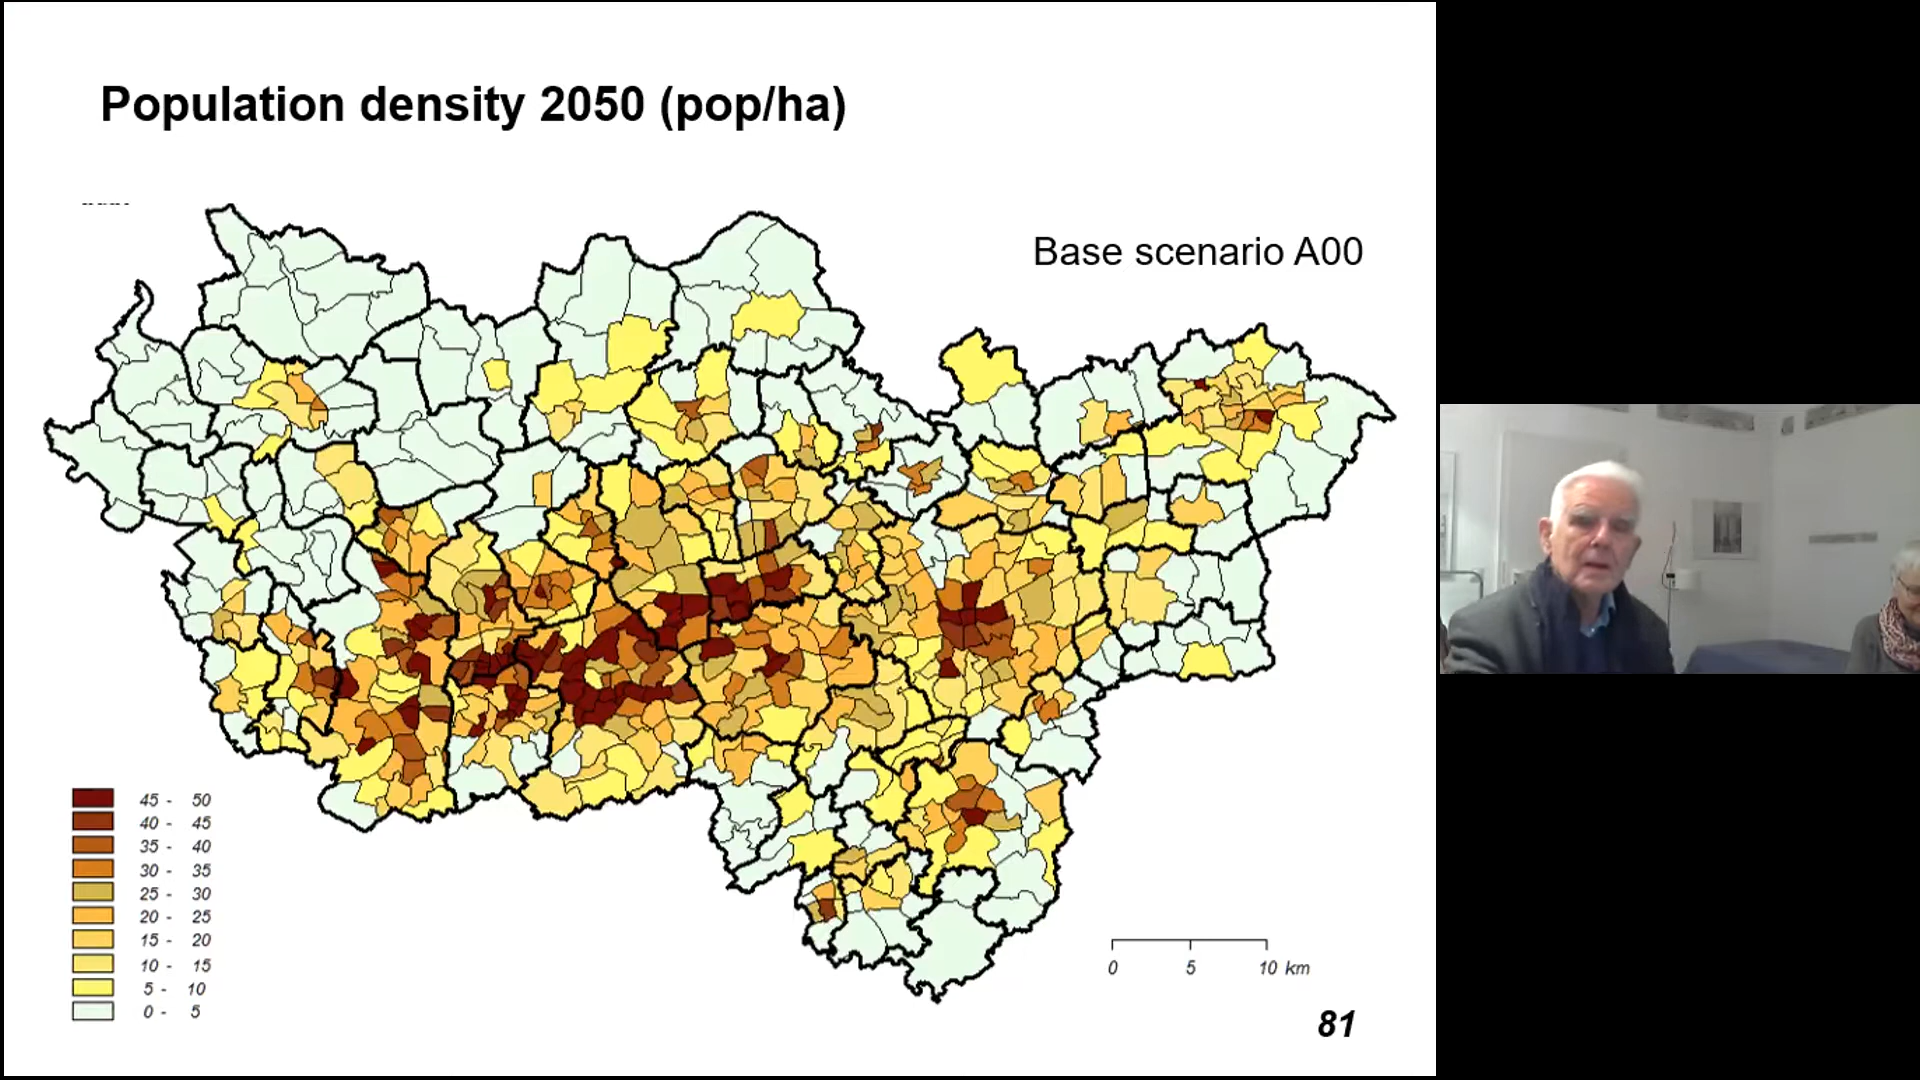 Population density 2050 (pop/ha)
Base scenario A00
45 - 50
40 - 45
35 - 40
30 - 35
25 - 30
20 - 25
15 - 20
10 - 15
5 - 10
0 - 5
0 5 10 km
81